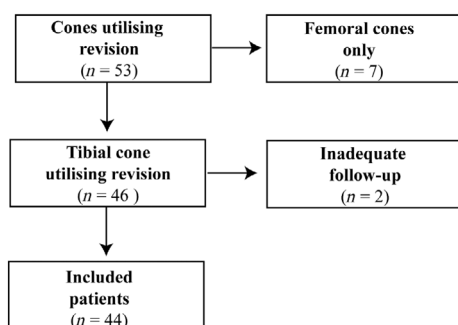 Cones utilising
revision
(n = 53)
Femoral cones
only
(n = 7)
Tibial cone
utilising revision
(n = 46 )
Inadequate
follow-up
(n = 2)
Included
patients
(n = 44)